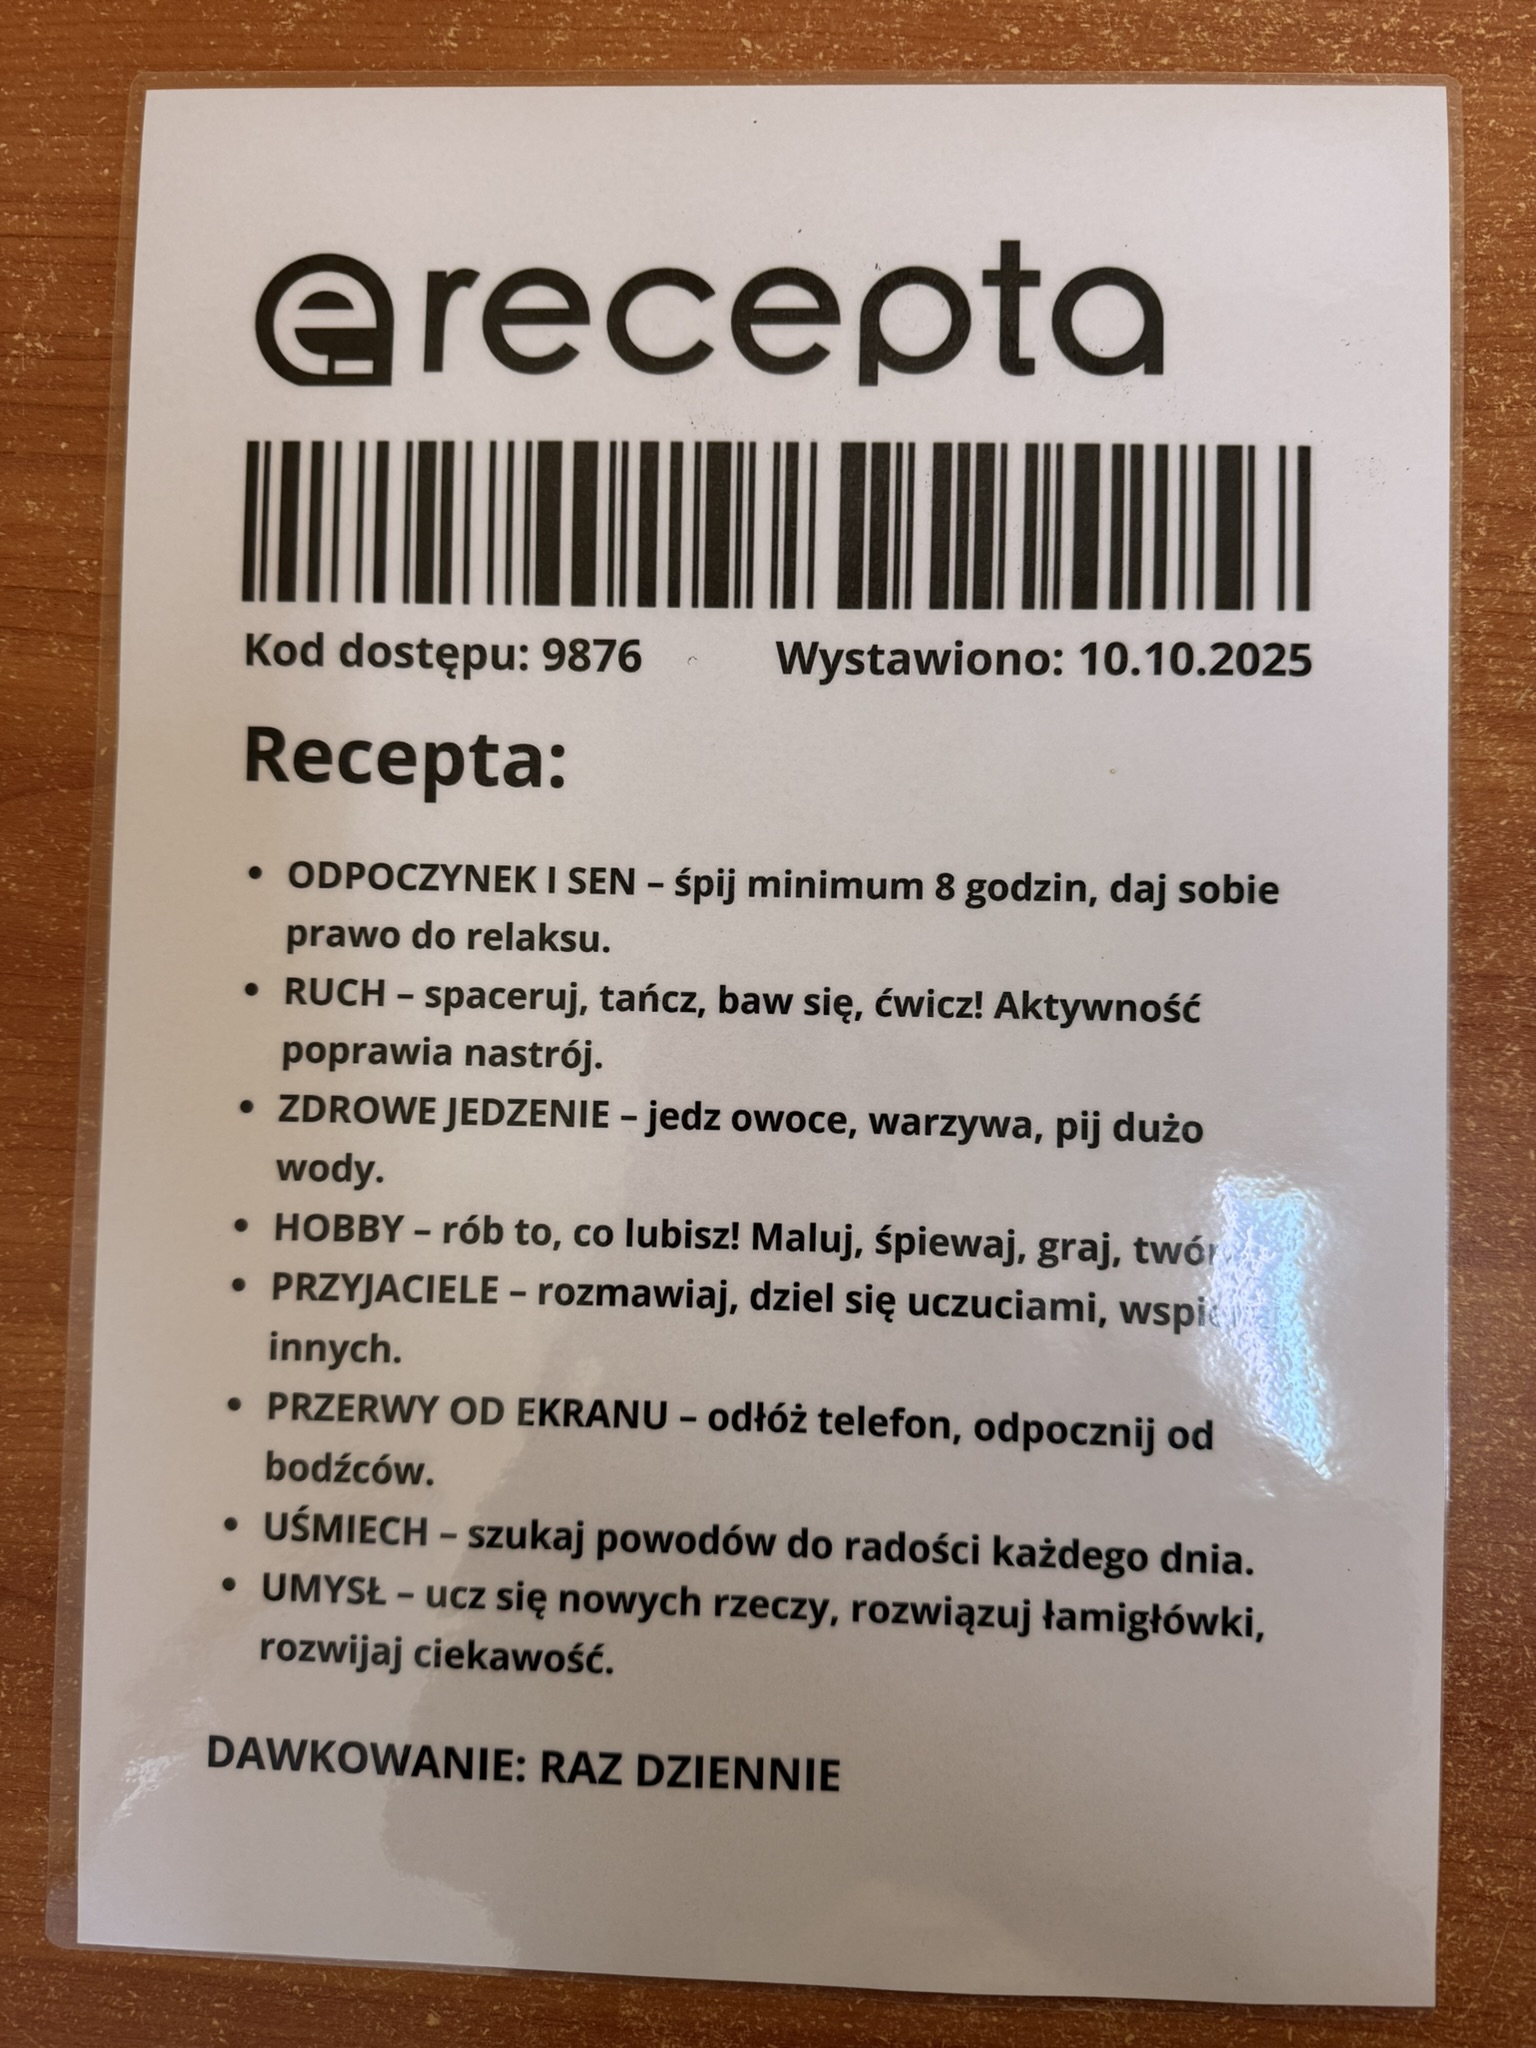 e recepta
Kod dostępu: 9876 Wystawiono: 10.10.2025
Recepta:
• ODPOCZYNEK I SEN – śpij minimum 8 godzin, daj sobie
prawo do relaksu.
• RUCH – spaceruj, tańcz, baw się, ćwicz! Aktywność
poprawia nastrój.
• ZDROWE JEDZENIE – jedz owoce, warzywa, pij dużo
wody.
• HOBBY – rób to, co lubisz! Maluj, śpiewaj, graj,
• PRZYJACIELE – rozmawiaj, dziel się uczuciami,
innych.
• PRZERWY OD EKRANU – odłóż telefon, odpocznij od
bodźców.
• UŚMIECH – szukaj powodów do radości każdego dnia.
• UMYSŁ – ucz się nowych rzeczy, rozwiązuj łamigłówki,
rozwijaj ciekawość.
DAWKOWANIE: RAZ DZIENNIE